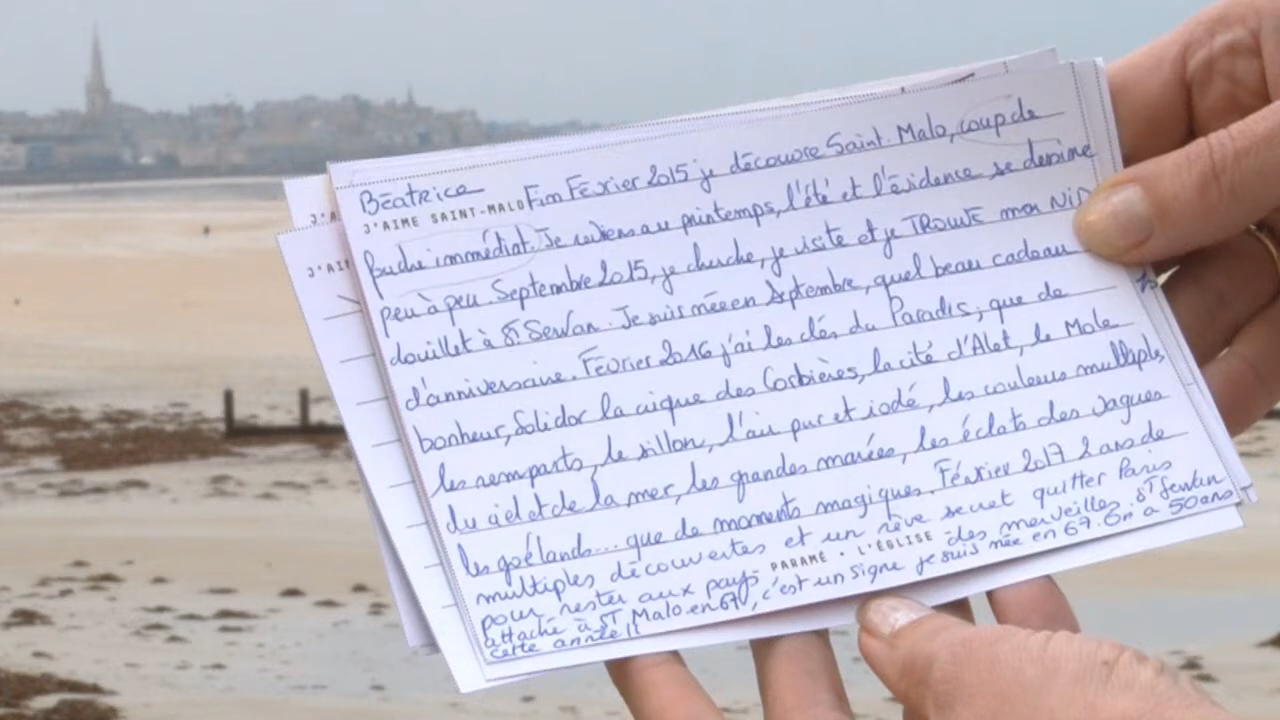 Béatrice
J'AIME SAINT-MALO
Fin Février 2015 je découvre Saint-Malo, coup de
foudre immédiat. Je reviens au printemps, l'été et l'évidence se dessine
peu à peu. Septembre 2015, je cherche, je visite et je TROUVE mon NID
douillet à St Servan. Je suis née en septembre, quel beau cadeau
d'anniversaire. Février 2016 j'ai les clés du Paradis, que de
bonheur, Solidor la crique des Corbières, la cité d'Alet, le Mole
les remparts, le sillon, l'air pur et iodé, les couleurs multiples
du ciel et de la mer, les grandes marées, les éclats des vagues
les goélands... que de moments magiques. Février 2017 2 ans de
multiples découvertes et un rêve secret quitter Paris
pour rester aux pays des merveilles. St Servan
PARAMÉ • L'ÉGLISE
attaché à ST Malo en 67, c'est un signe je suis née en 67. On a 50 ans
cette année !!
J'A
J'AI